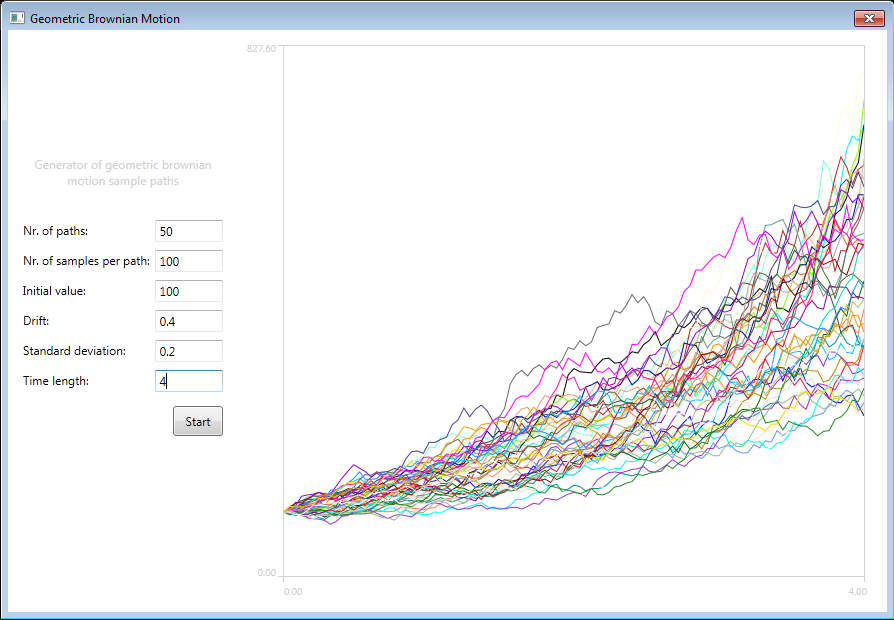 Geometric Brownian Motion
827.60
Generator of geometric brownian
motion sample paths
Nr. of paths: 50
Nr. of samples per path: 100
Initial value: 100
Drift: 0.4
Standard deviation: 0.2
Time length: 4
Start
0.00
0.00 4.00